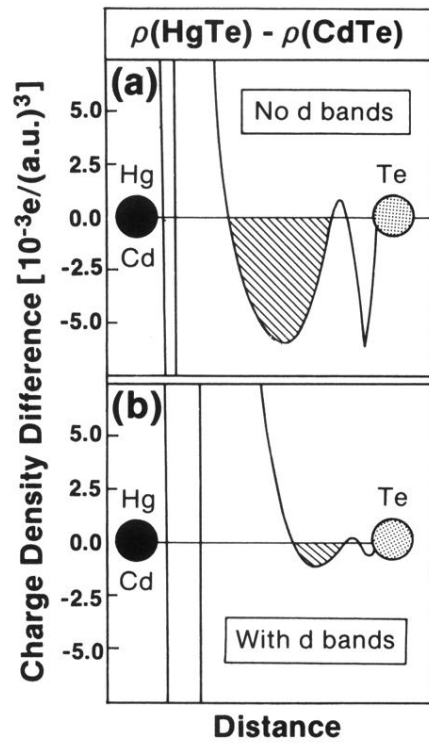 ρ(HgTe) - ρ(CdTe)
(a)
No d bands
5.0
2.5
Hg
Te
0.0
Cd
-2.5
-5.0
(b)
5.0
2.5
Hg
Te
0.0
Cd
-2.5
-5.0
With d bands
Distance
Charge Density Difference [10⁻³e/(a.u.)³]